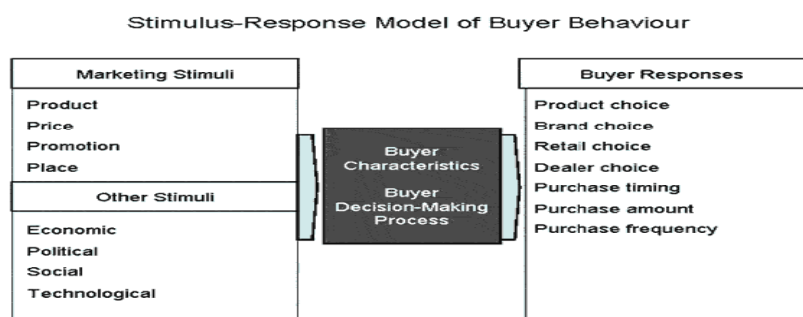 Stimulus-Response Model of Buyer Behaviour
Marketing Stimuli
Product
Price
Promotion
Place
Other Stimuli
Economic
Political
Social
Technological
Buyer
Characteristics
Buyer
Decision-Making
Process
Buyer Responses
Product choice
Brand choice
Retail choice
Dealer choice
Purchase timing
Purchase amount
Purchase frequency